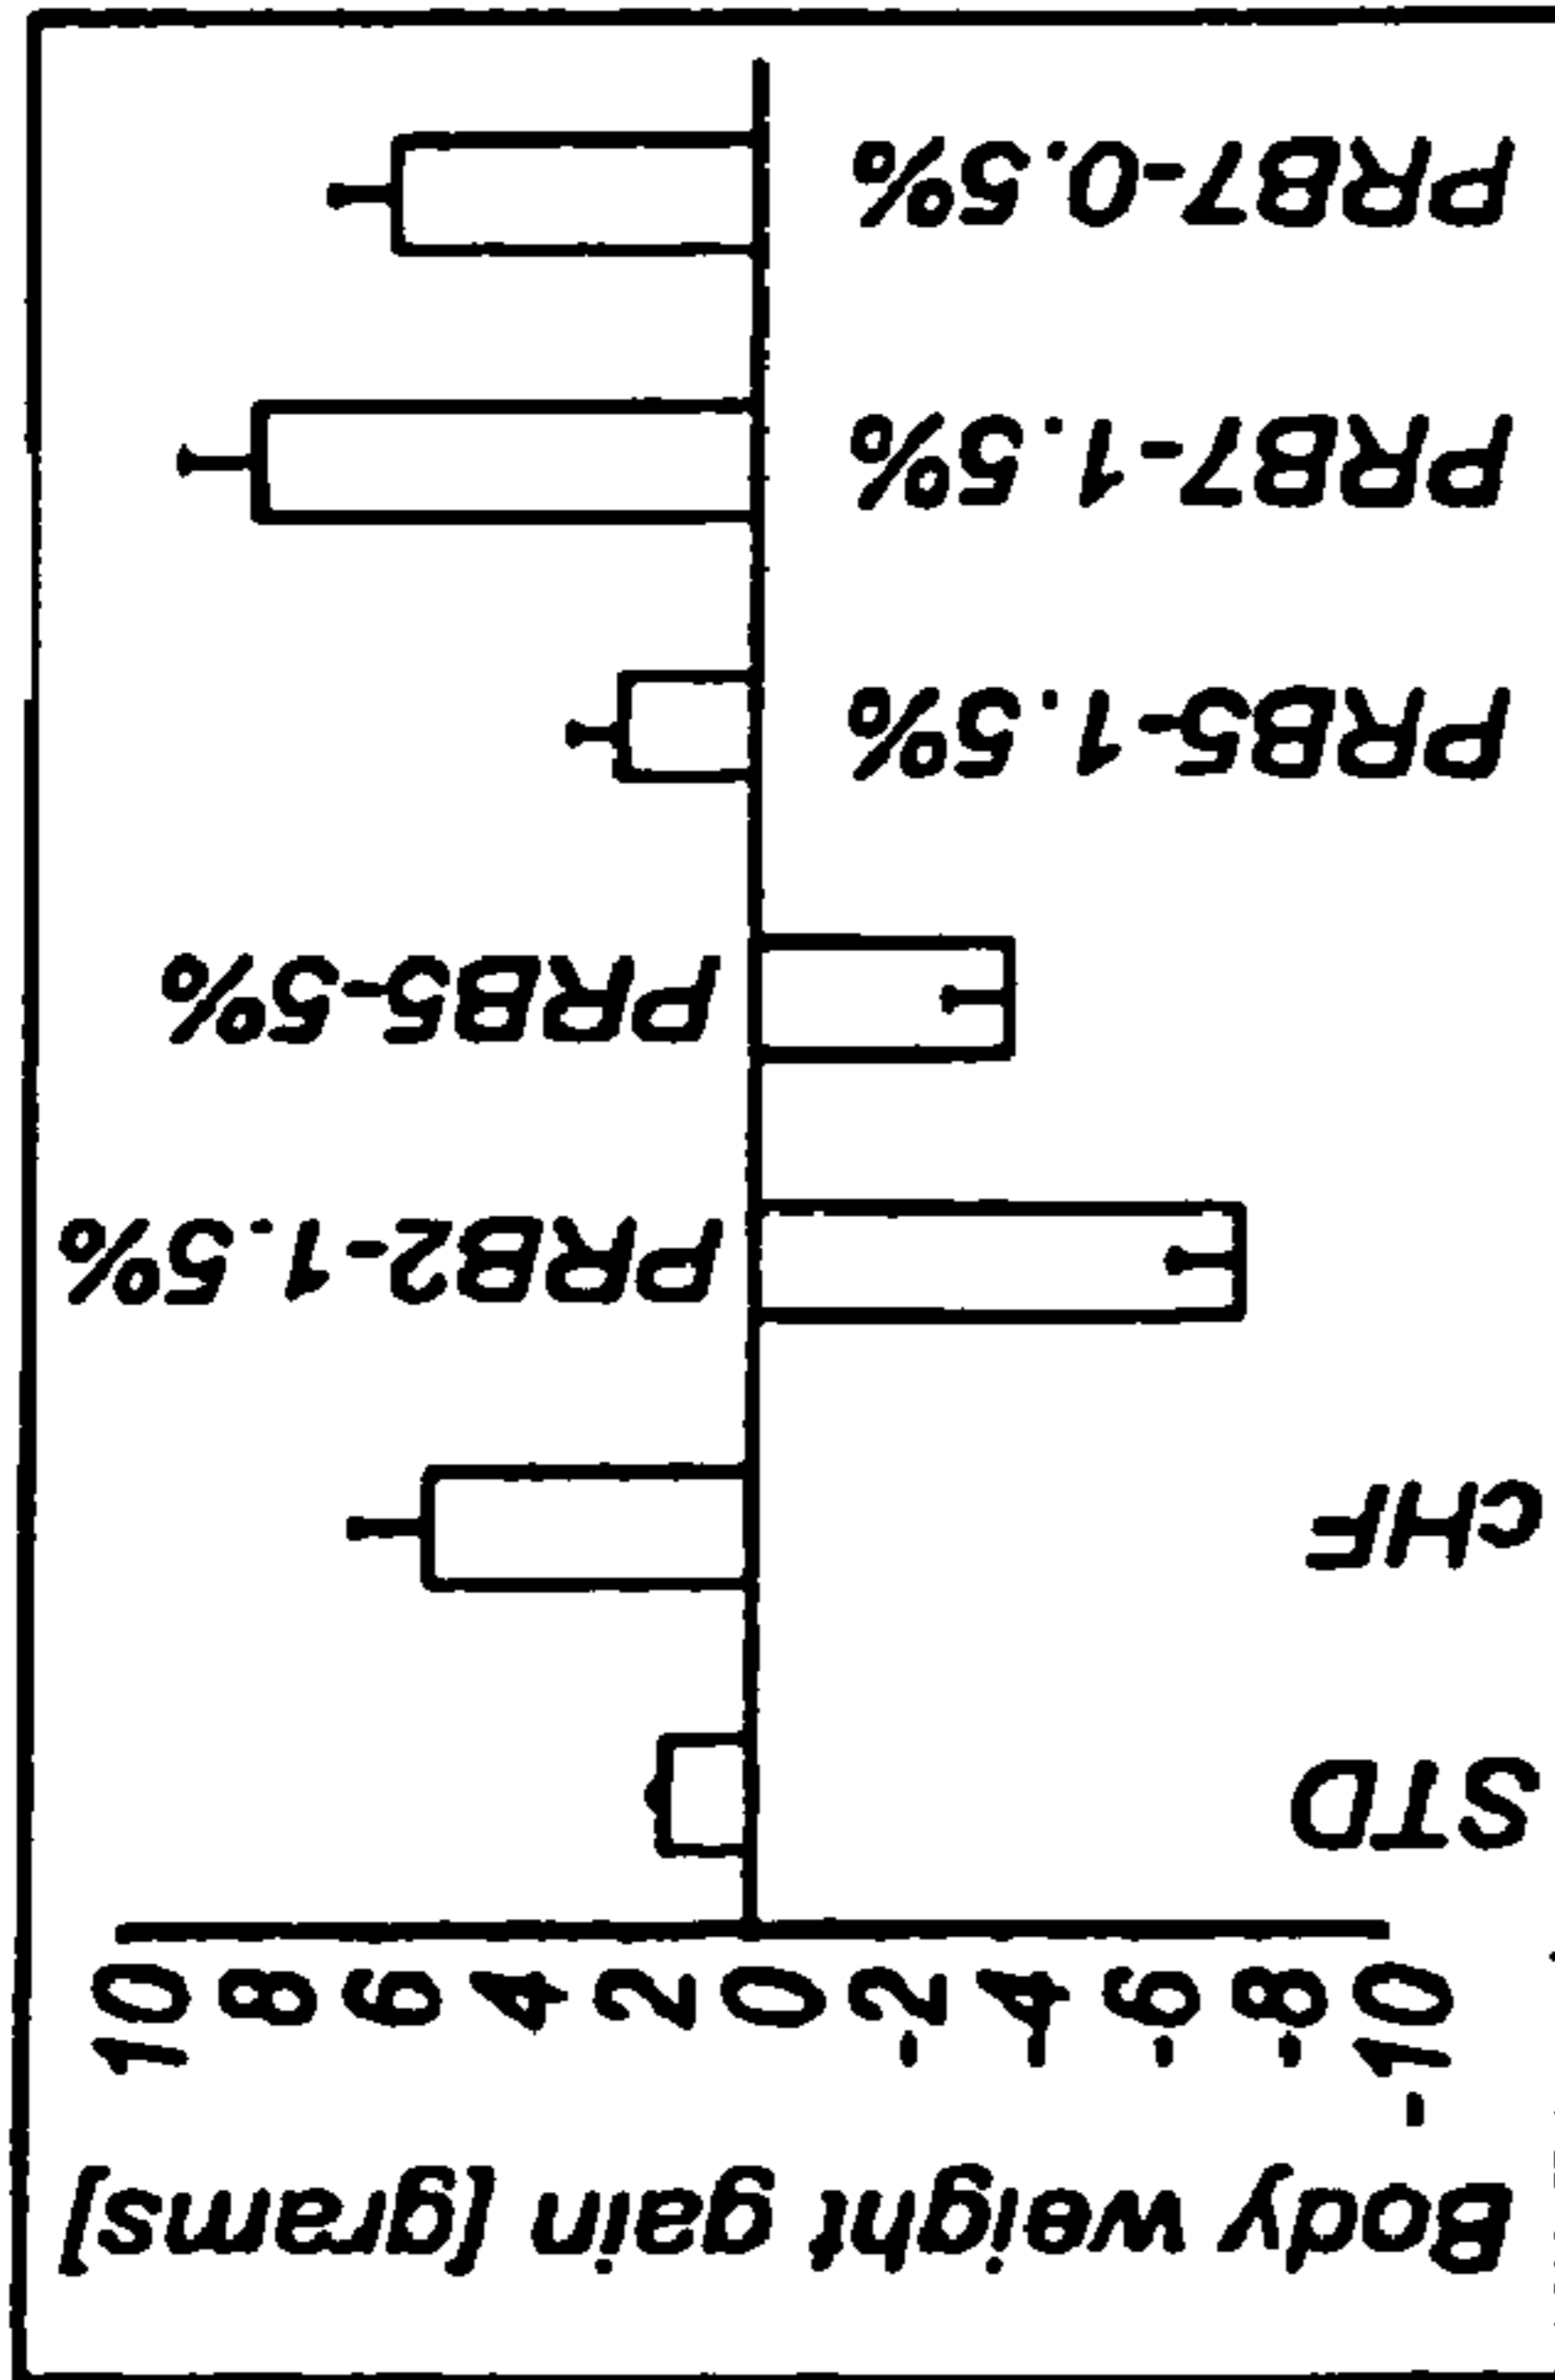 Body weight gain [grams]
-10 -8 -6 -4 -2 0 2 4 6 8 10
STD
cHF
PRB2-1.5%
PRB5-5%
PRB5-1.5%
PRB7-1.5%
PRB7-0.5%